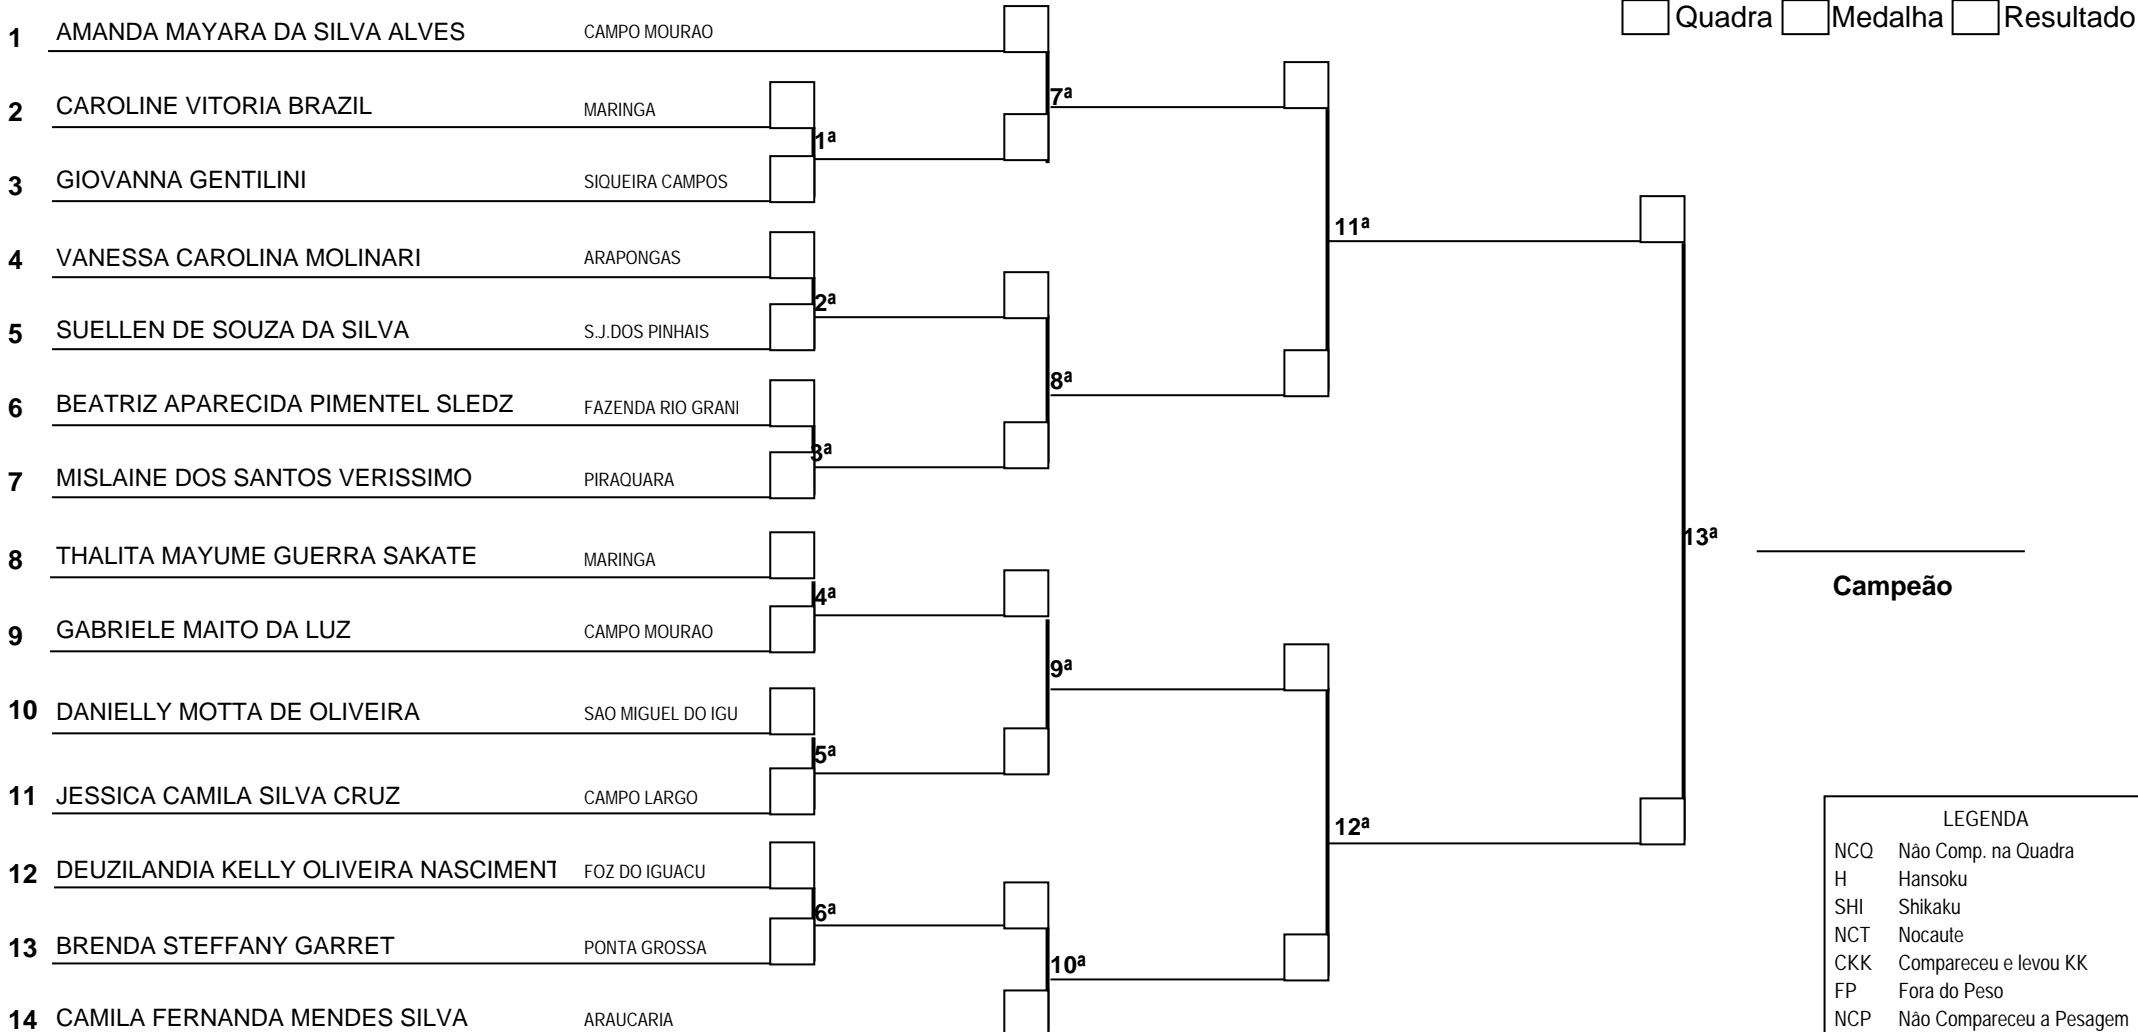 Quadra Medalha Resultado
1 AMANDA MAYARA DA SILVA ALVES CAMPO MOURAO
2 CAROLINE VITORIA BRAZIL MARINGA
7ª
1ª
3 GIOVANNA GENTILINI SIQUEIRA CAMPOS
11ª
4 VANESSA CAROLINA MOLINARI ARAPONGAS
2ª
5 SUELLEN DE SOUZA DA SILVA S.J.DOS PINHAIS
8ª
6 BEATRIZ APARECIDA PIMENTEL SLEDZ FAZENDA RIO GRAN
3ª
7 MISLAINE DOS SANTOS VERISSIMO PIRAQUARA
13ª
8 THALITA MAYUME GUERRA SAKATE MARINGA
Campeão
4ª
9 GABRIELE MAITO DA LUZ CAMPO MOURAO
9ª
10 DANIELLY MOTTA DE OLIVEIRA SAO MIGUEL DO IGU
5ª
11 JESSICA CAMILA SILVA CRUZ CAMPO LARGO
12ª
12 DEUZILANDIA KELLY OLIVEIRA NASCIMENT FOZ DO IGUACU
6ª
13 BRENDA STEFFANY GARRET PONTA GROSSA
10ª
14 CAMILA FERNANDA MENDES SILVA ARAUCARIA
LEGENDA
NCQ Não Comp. na Quadra
H Hansoku
SHI Shikaku
NCT Nocaute
CKK Compareceu e levou KK
FP Fora do Peso
NCP Não Compareceu a Pesagem